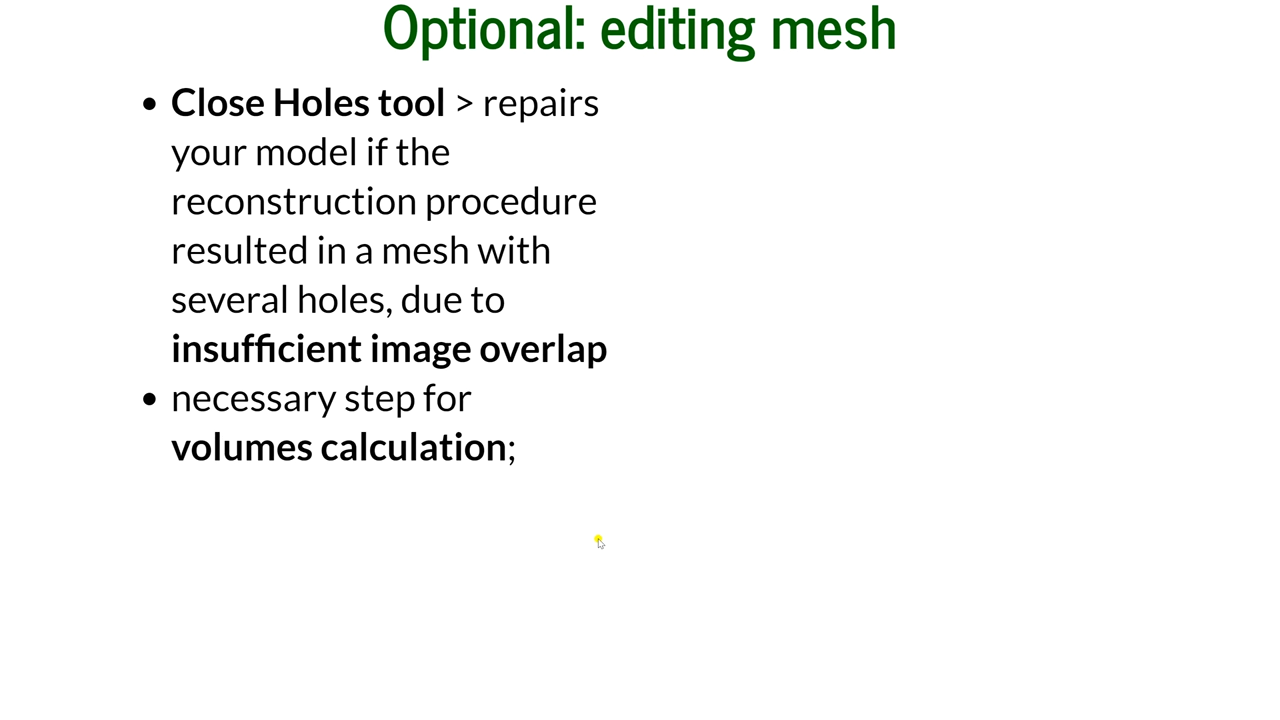 Optional: editing mesh
• Close Holes tool > repairs
your model if the
reconstruction procedure
resulted in a mesh with
several holes, due to
insufficient image overlap
• necessary step for
volumes calculation;